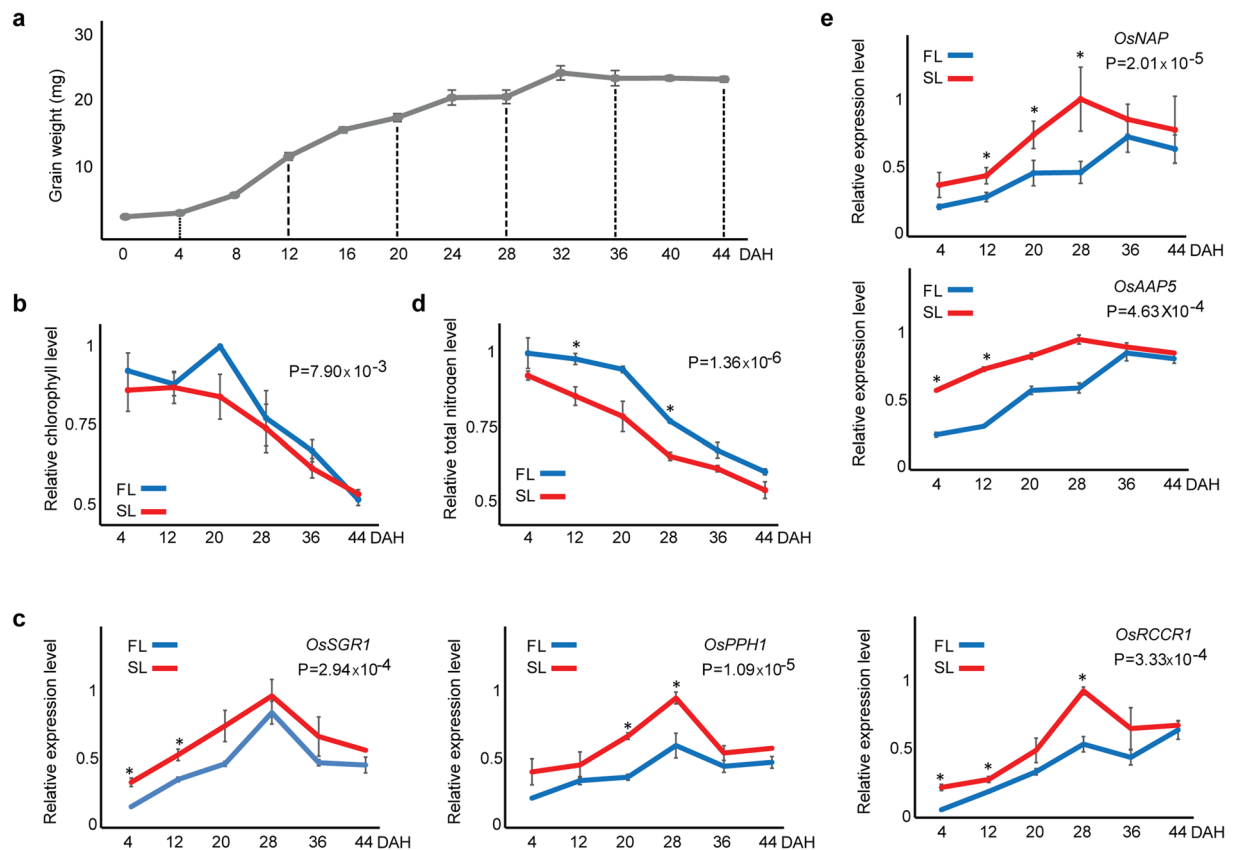 a
Grain weight (mg)
30
20
10
0 4 8 12 16 20 24 28 32 36 40 44 DAH
b
Relative chlorophyll level
1
0.75
0.5
P=7.90x10-3
FL
SL
4 12 20 28 36 44 DAH
d
Relative total nitrogen level
1
0.75
0.5
*
*
P=1.36x10-6
FL
SL
4 12 20 28 36 44 DAH
e
Relative expression level
1
0.5
0
FL
SL
OsNAP
P=2.01x10-5
* * * *
4 12 20 28 36 44 DAH
Relative expression level
1
0.5
0
FL
SL
OsAAP5
P=4.63X10-4
* *
4 12 20 28 36 44 DAH
c
Relative expression level
1
0.5
0
FL
SL
OsSGR1
P=2.94x10-4
* *
4 12 20 28 36 44 DAH
Relative expression level
1
0.5
0
FL
SL
OsPPH1
P=1.09x10-5
* *
4 12 20 28 36 44 DAH
Relative expression level
1
0.5
0
FL
SL
OsRCCR1
P=3.33x10-4
* * *
4 12 20 28 36 44 DAH